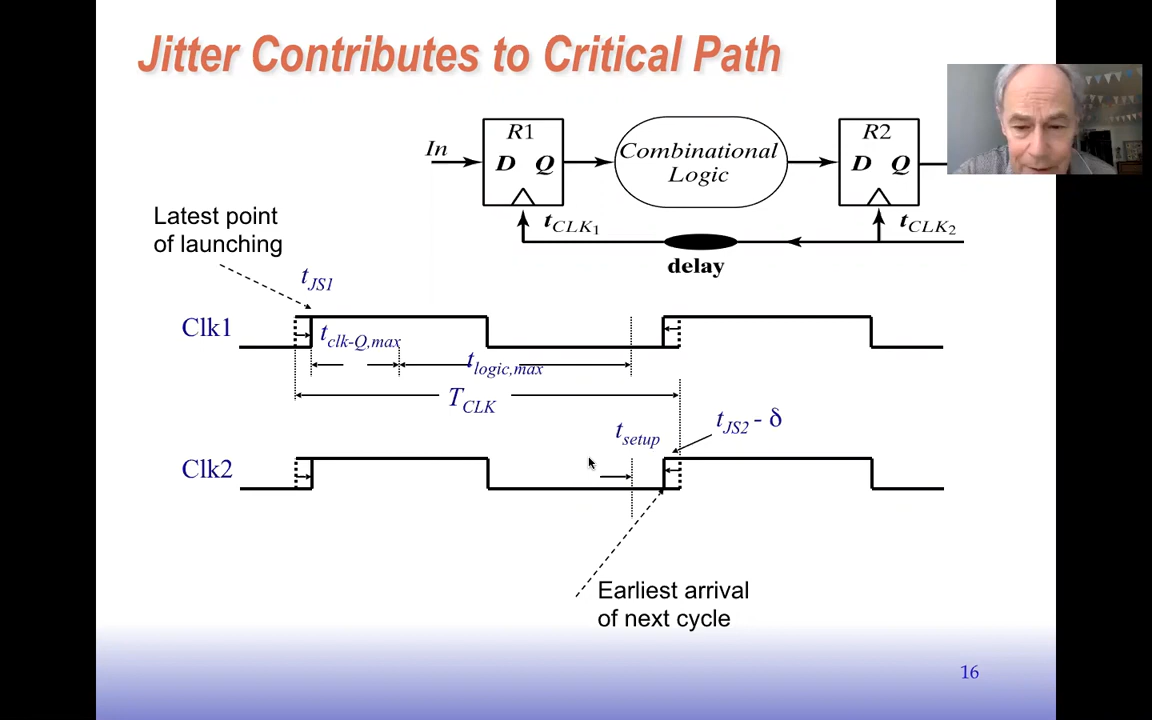 Jitter Contributes to Critical Path
R1
D Q
In
Combinational
Logic
R2
D Q
tCLK1
tCLK2
delay
Latest point
of launching
tJS1
Clk1
tclk-Q,max
tlogic,max
TCLK
tJS2 - δ
tsetup
Clk2
Earliest arrival
of next cycle
16